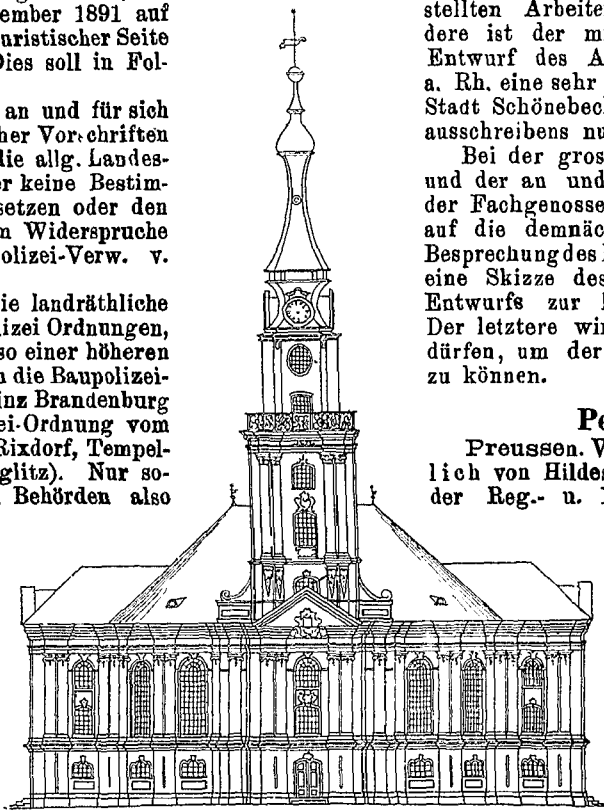 ember 1891 auf
uristischer Seite
Dies soll in Fol-
an und für sich
her Vorschriften
die allg. Landes-
er keine Bestim-
setzen oder den
n Widerspruche
olizei-Verw. v.
ie landräthliche
lizei Ordnungen,
so einer höheren
n die Baupolizei-
inz Brandenburg
ei-Ordnung vom
Rixdorf, Tempel-
glitz). Nur so-
Behörden also
stellten Arbeite
dere ist der m
Entwurf des A
a. Rh. eine sehr
Stadt Schönebec
ausschreibens nu
Bei der gros
und der an und
der Fachgenosse
auf die demnäc
Besprechung des
eine Skizze des
Entwurfs zur
Der letztere wi
dürfen, um der
zu können.
Pe
Preussen. V
lich von Hildeg
der Reg.- u.